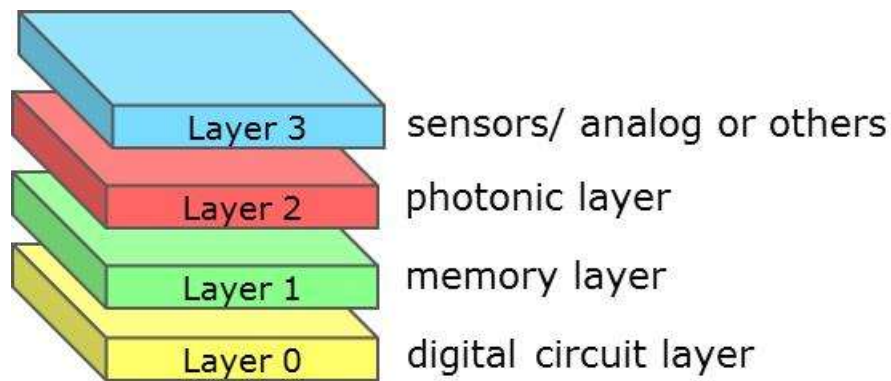 Layer 3 sensors/ analog or others
Layer 2 photonic layer
Layer 1 memory layer
Layer 0 digital circuit layer